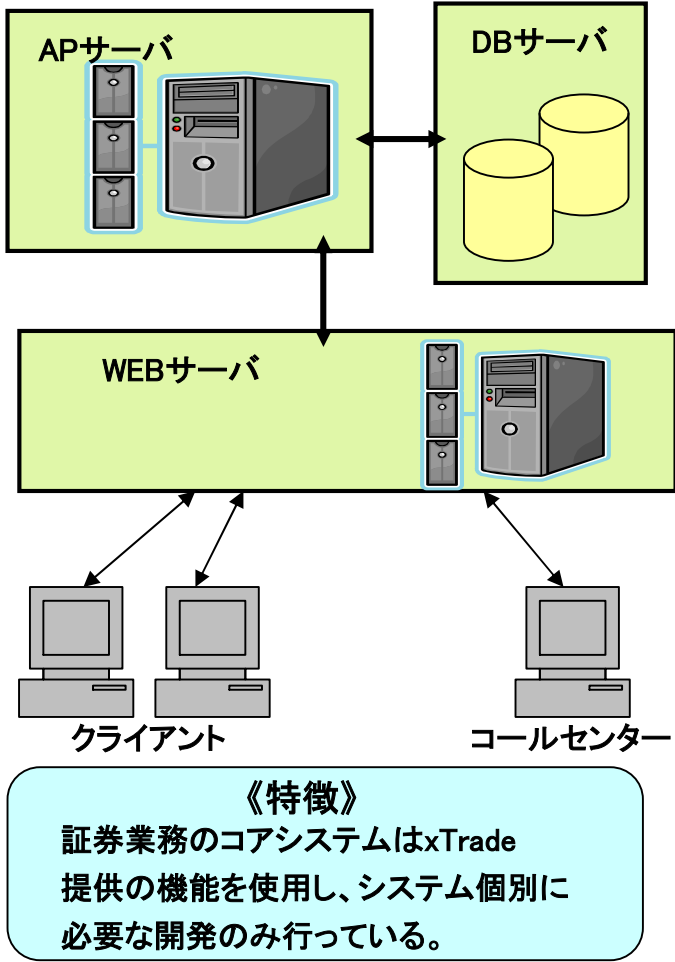 APサーバ
DBサーバ
WEBサーバ
クライアント
コールセンター
《特徴》
証券業務のコアシステムはxTrade
提供の機能を使用し、システム個別に
必要な開発のみ行っている。